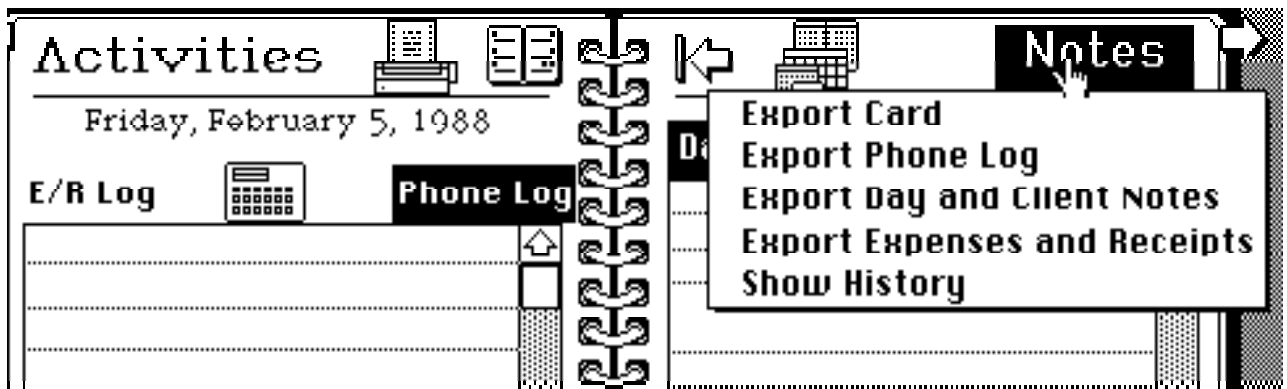 Activities
Friday, February 5, 1988
E/R Log
Phone Log
Notes
Export Card
Export Phone Log
Export Day and Client Notes
Export Expenses and Receipts
Show History